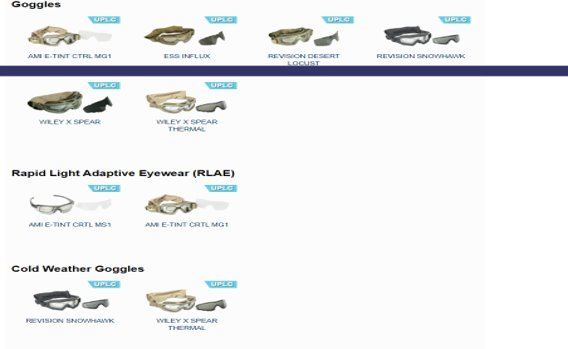 Goggles
UPLC UPLC UPLC UPLC
AMI E-TINT CTRL MG1 ESS INFLUX REVISION DESERT LOCUST REVISION SNOWHAWK
UPLC UPLC
WILEY X SPEAR WILEY X SPEAR THERMAL
Rapid Light Adaptive Eyewear (RLAE)
UPLC UPLC
AMI E-TINT CRTL MS1 AMI E-TINT CRTL MG1
Cold Weather Goggles
UPLC UPLC
REVISION SNOWHAWK WILEY X SPEAR THERMAL